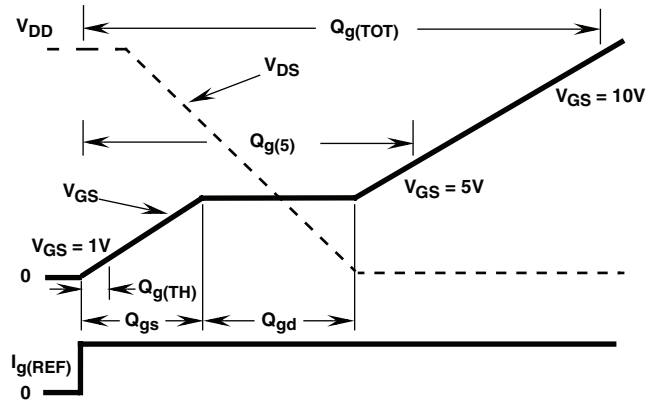 V_DD
Q_g(TOT)
V_DS
V_GS = 10V
Q_g(5)
V_GS
V_GS = 5V
V_GS = 1V
0
Q_g(TH)
Q_gs
Q_gd
I_g(REF)
0